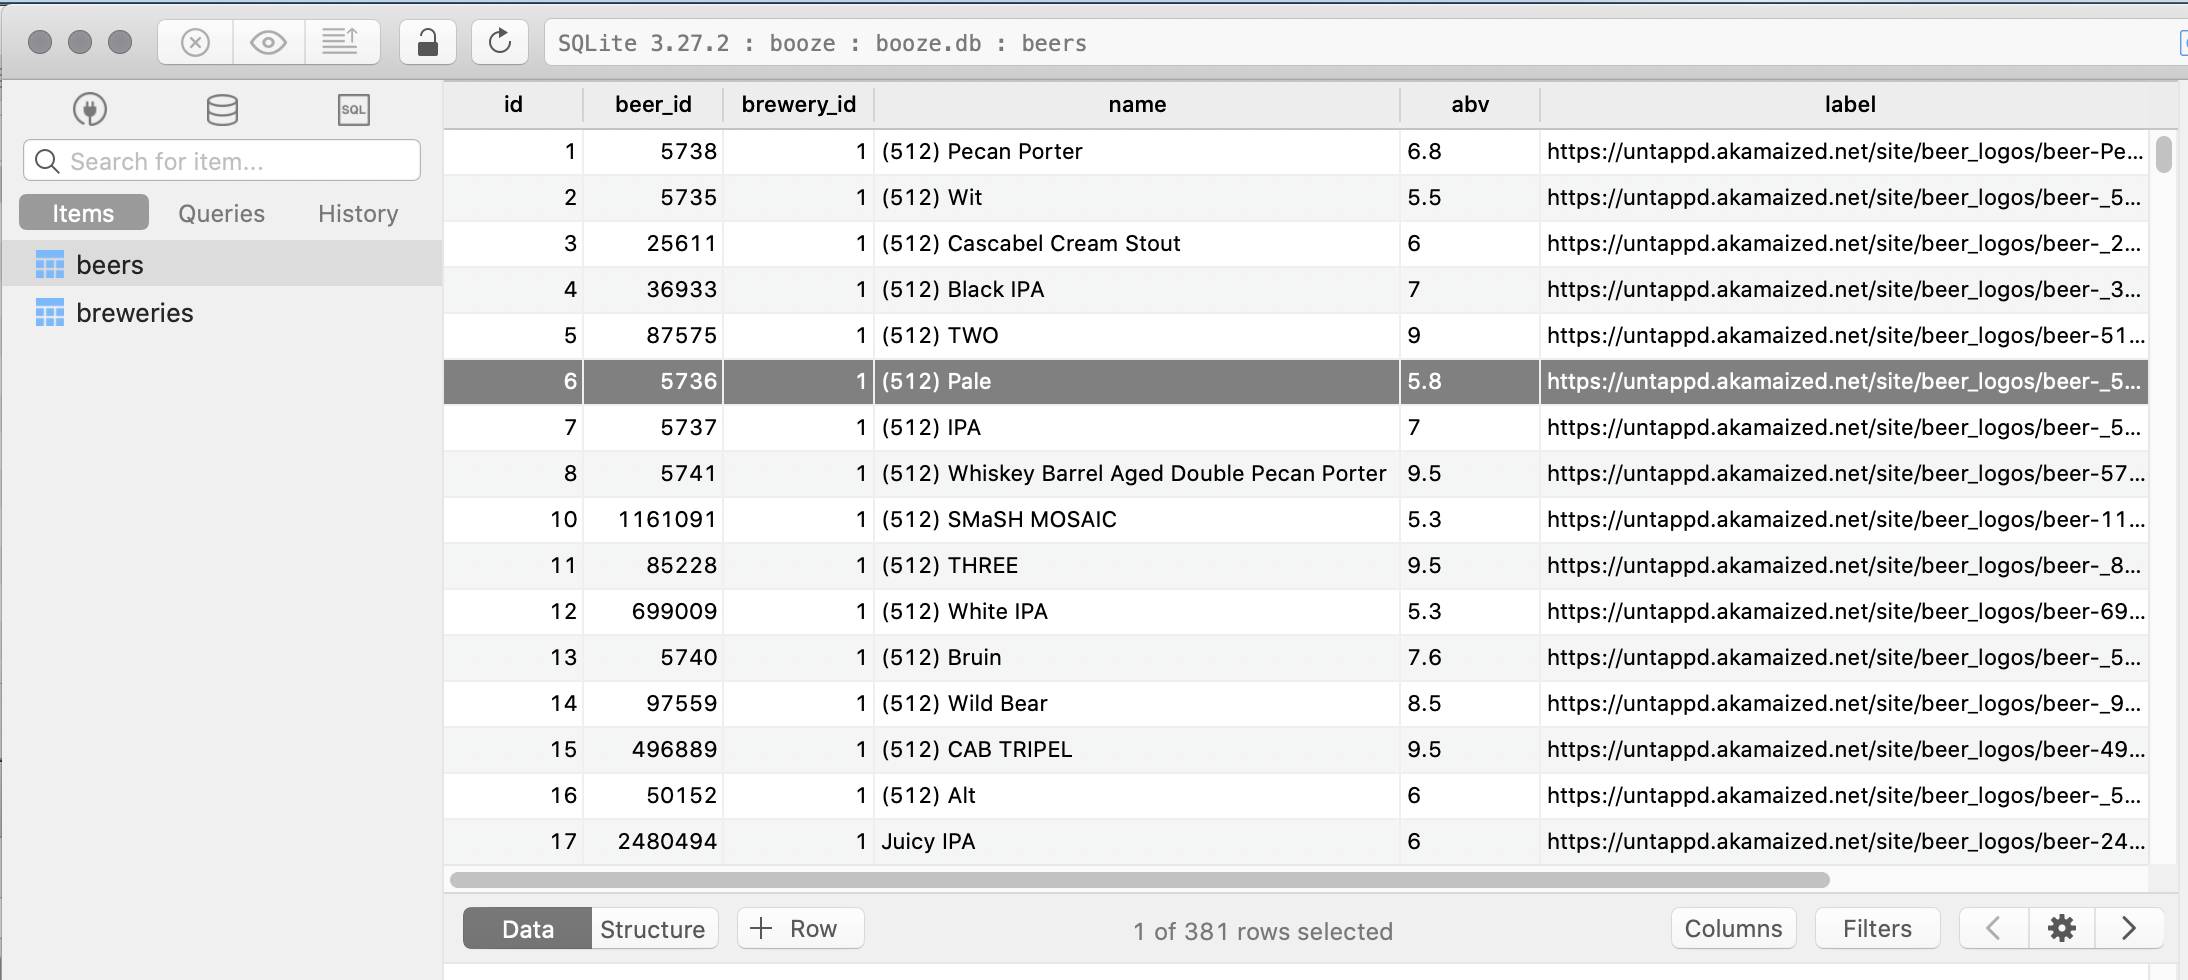 SQLite 3.27.2 : booze : booze.db : beers
SQL
Search for item...
Items Queries History
beers
breweries
id beer_id brewery_id name abv label
1 5738 1 (512) Pecan Porter 6.8 https://untappd.akamaized.net/site/beer_logos/beer-Pe...
2 5735 1 (512) Wit 5.5 https://untappd.akamaized.net/site/beer_logos/beer-_5...
3 25611 1 (512) Cascabel Cream Stout 6 https://untappd.akamaized.net/site/beer_logos/beer-_2...
4 36933 1 (512) Black IPA 7 https://untappd.akamaized.net/site/beer_logos/beer-_3...
5 87575 1 (512) TWO 9 https://untappd.akamaized.net/site/beer_logos/beer-51...
6 5736 1 (512) Pale 5.8 https://untappd.akamaized.net/site/beer_logos/beer-_5...
7 5737 1 (512) IPA 7 https://untappd.akamaized.net/site/beer_logos/beer-_5...
8 5741 1 (512) Whiskey Barrel Aged Double Pecan Porter 9.5 https://untappd.akamaized.net/site/beer_logos/beer-57...
10 1161091 1 (512) SMaSH MOSAIC 5.3 https://untappd.akamaized.net/site/beer_logos/beer-11...
11 85228 1 (512) THREE 9.5 https://untappd.akamaized.net/site/beer_logos/beer-_8...
12 699009 1 (512) White IPA 5.3 https://untappd.akamaized.net/site/beer_logos/beer-69...
13 5740 1 (512) Bruin 7.6 https://untappd.akamaized.net/site/beer_logos/beer-_5...
14 97559 1 (512) Wild Bear 8.5 https://untappd.akamaized.net/site/beer_logos/beer-_9...
15 496889 1 (512) CAB TRIPEL 9.5 https://untappd.akamaized.net/site/beer_logos/beer-49...
16 50152 1 (512) Alt 6 https://untappd.akamaized.net/site/beer_logos/beer-_5...
17 2480494 1 Juicy IPA 6 https://untappd.akamaized.net/site/beer_logos/beer-24...
Data Structure + Row 1 of 381 rows selected Columns Filters